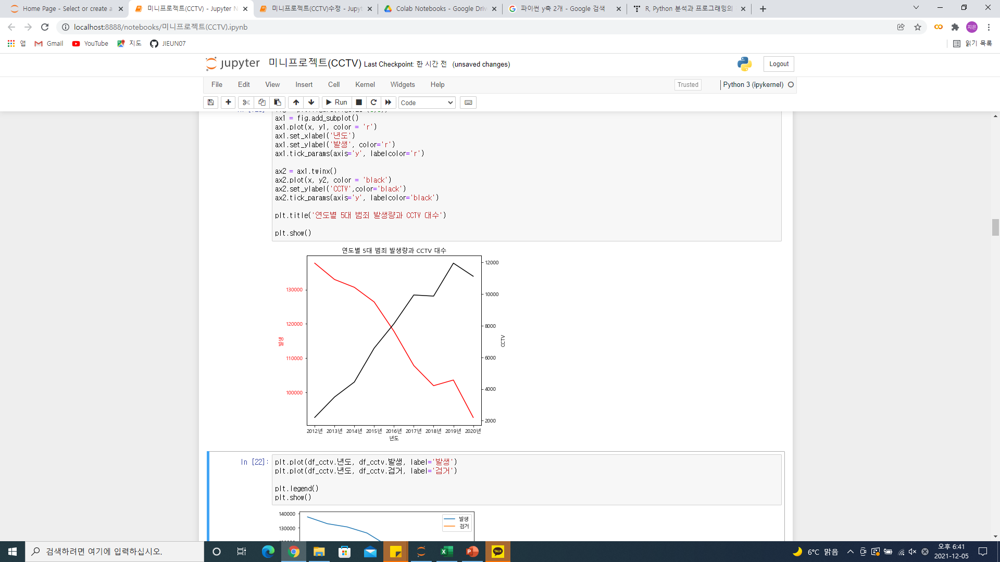 Home Page - Select or create a
미니프로젝트(CCTV) - Jupyter N
미니프로젝트(CCTV)수정 - Jupyt
Colab Notebooks - Google Driv
파이썬 y축 2개 - Google 검색
R, Python 분석과 프로그래밍의
localhost:8888/notebooks/미니프로젝트(CCTV).ipynb
지은
앱
Gmail
YouTube
지도
JIEUN07
읽기 목록
jupyter
미니프로젝트(CCTV) Last Checkpoint: 한 시간 전 (unsaved changes)
Logout
File Edit View Insert Cell Kernel Widgets Help
Trusted
Python 3 (ipykernel)
Run
Code
ax1 = fig.add_subplot()
ax1.plot(x, y1, color = 'r')
ax1.set_xlabel('년도')
ax1.set_ylabel('발생', color='r')
ax1.tick_params(axis='y', labelcolor='r')
ax2 = ax1.twinx()
ax2.plot(x, y2, color = 'black')
ax2.set_ylabel('CCTV',color='black')
ax2.tick_params(axis='y', labelcolor='black')
plt.title('연도별 5대 범죄 발생량과 CCTV 대수')
plt.show()
연도별 5대 범죄 발생량과 CCTV 대수
130000
120000
110000
100000
발생
12000
10000
8000
6000
4000
2000
CCTV
2012년 2013년 2014년 2015년 2016년 2017년 2018년 2019년 2020년
년도
In [22]:
plt.plot(df_cctv.년도, df_cctv.발생, label='발생')
plt.plot(df_cctv.년도, df_cctv.검거, label='검거')
plt.legend()
plt.show()
140000
130000
발생
검거
검색하려면 여기에 입력하십시오.
TALK
6°C 맑음
오후 6:41
2021-12-05